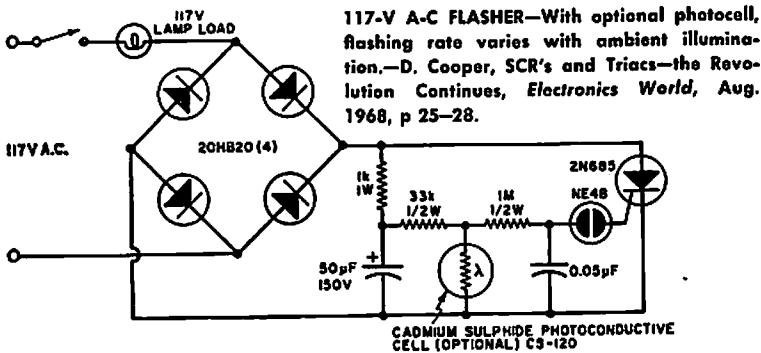 117V
LAMP LOAD
117-V A-C FLASHER—With optional photocell,
flashing rate varies with ambient illumina-
tion.—D. Cooper, SCR's and Triacs—the Revo-
lution Continues, Electronics World, Aug.
1968, p 25–28.
117V A.C.
20HB20 (4)
1k
1W
33k
1/2W
1M
1/2W
2N685
NE48
+
50µF
150V
λ
0.05µF
CADMIUM SULPHIDE PHOTOCONDUCTIVE
CELL (OPTIONAL) CS-120